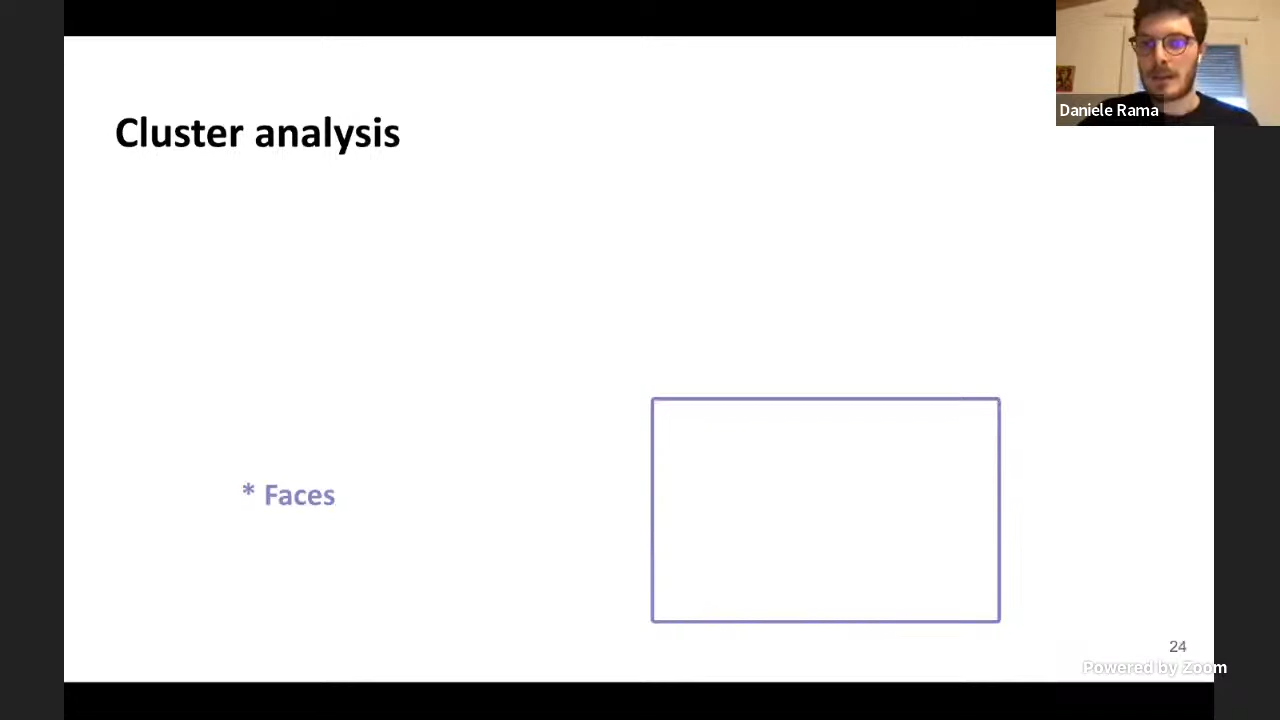 Daniele Rama
Cluster analysis
* Faces
24
Powered by Zoom